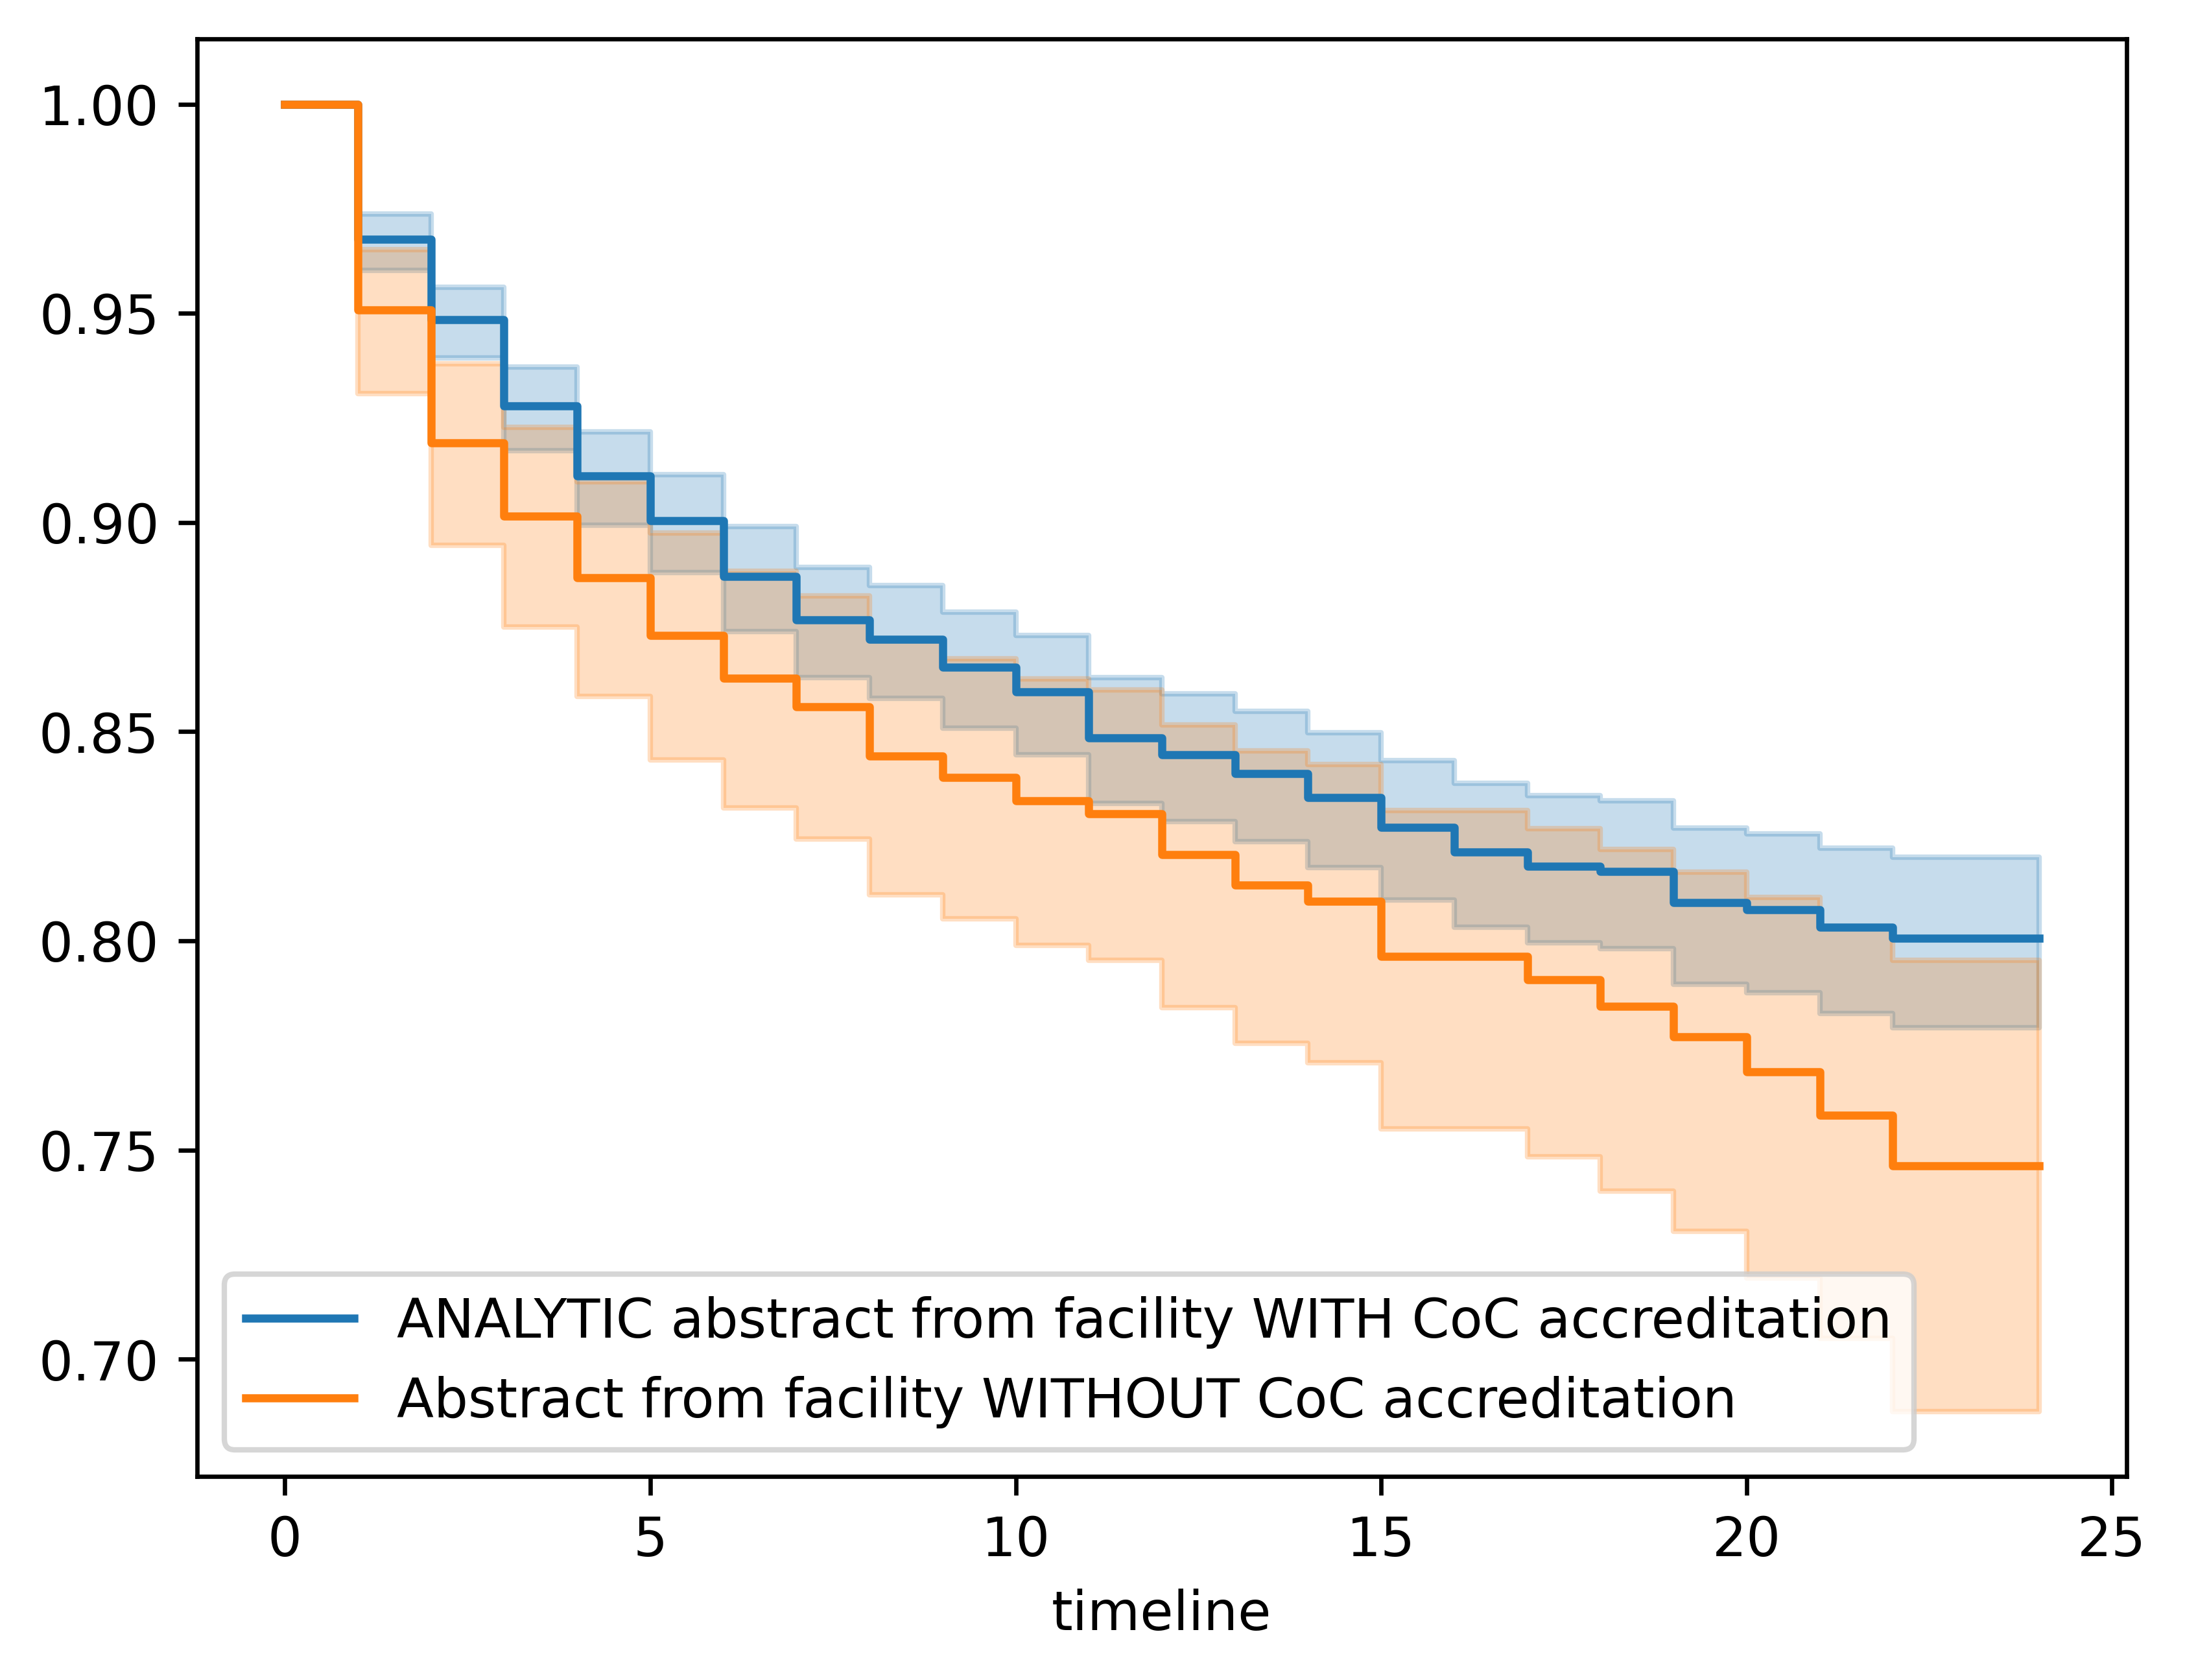 1.00
0.95
0.90
0.85
0.80
0.75
0.70
ANALYTIC abstract from facility WITH CoC accreditation
Abstract from facility WITHOUT CoC accreditation
0 5 10 15 20 25
timeline